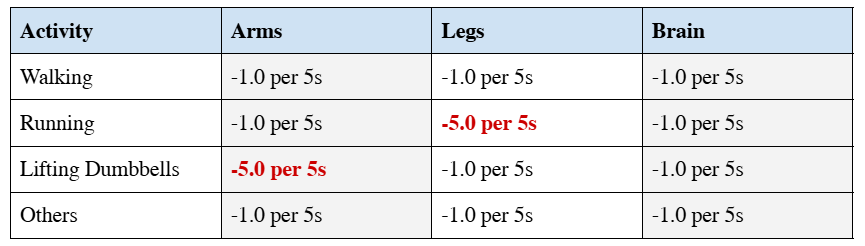 Activity Arms Legs Brain
Walking -1.0 per 5s -1.0 per 5s -1.0 per 5s
Running -1.0 per 5s -5.0 per 5s -1.0 per 5s
Lifting Dumbbells -5.0 per 5s -1.0 per 5s -1.0 per 5s
Others -1.0 per 5s -1.0 per 5s -1.0 per 5s